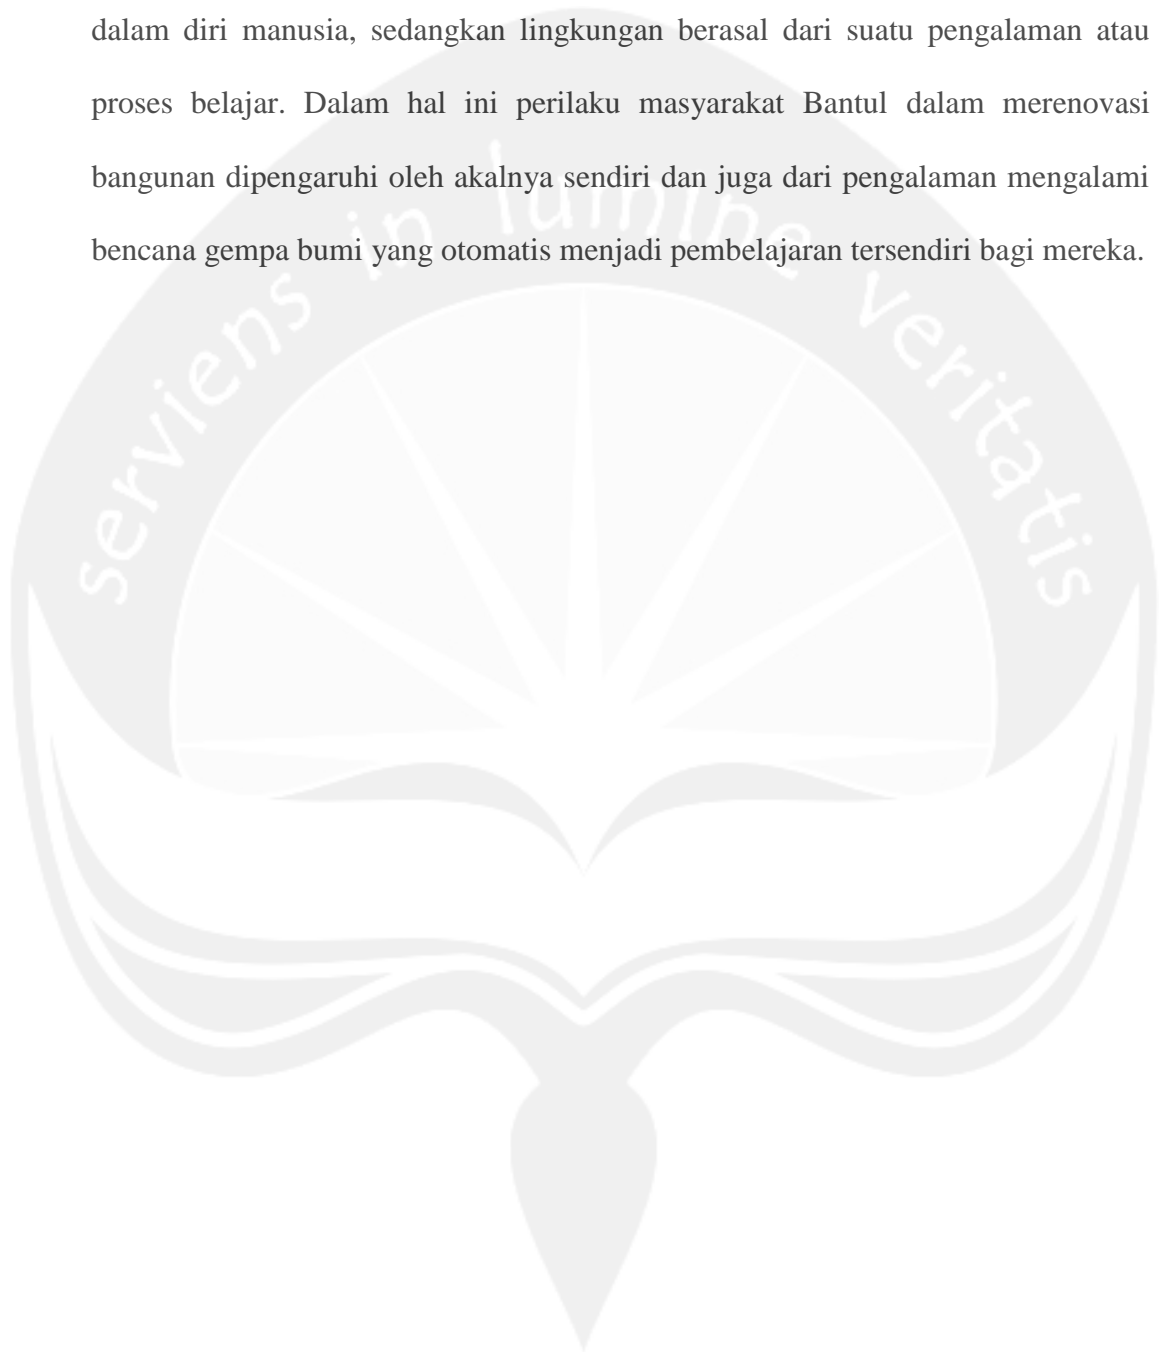 dalam diri manusia, sedangkan lingkungan berasal dari suatu pengalaman atau
proses belajar. Dalam hal ini perilaku masyarakat Bantul dalam merenovasi
bangunan dipengaruhi oleh akalnya sendiri dan juga dari pengalaman mengalami
bencana gempa bumi yang otomatis menjadi pembelajaran tersendiri bagi mereka.
serviens in lumine veritatis